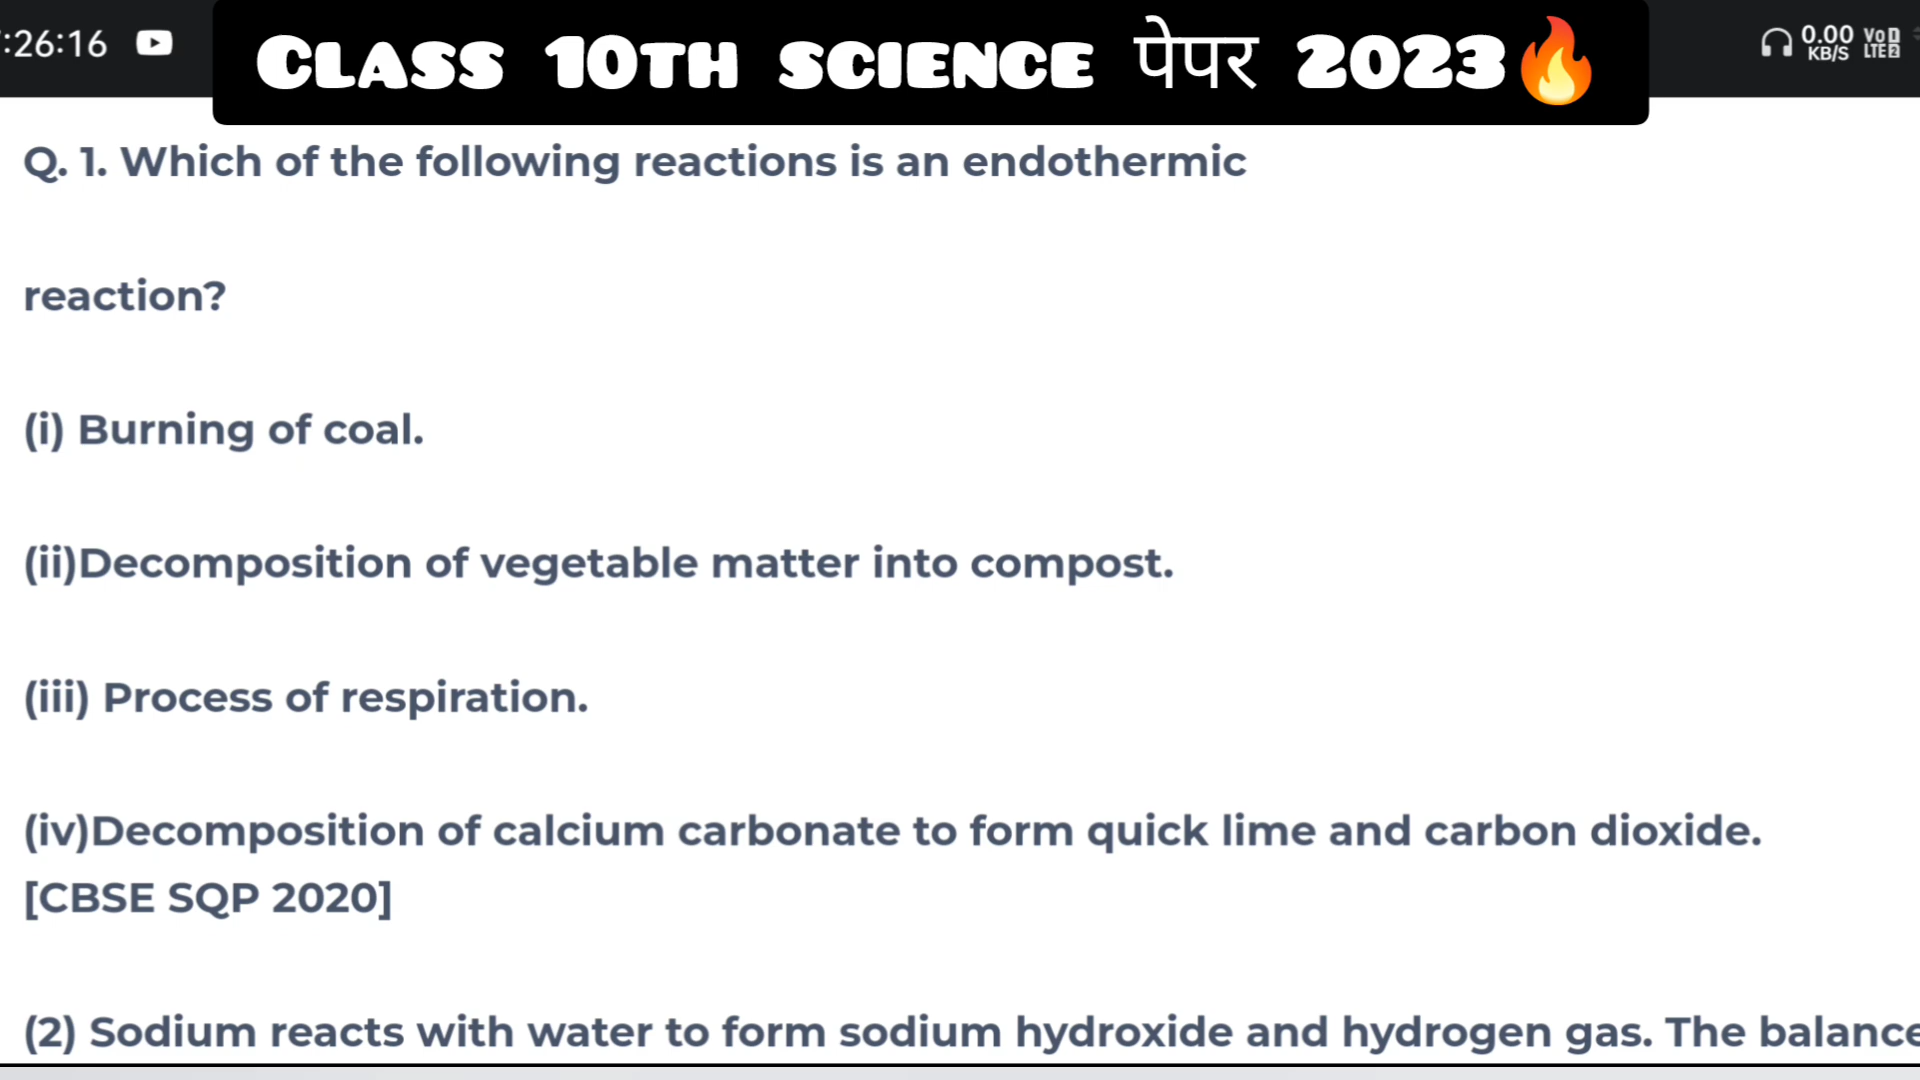 :26:16
CLASS 10TH SCIENCE पेपर 2023🔥
0.00 KB/S VoD LTE2
Q. 1. Which of the following reactions is an endothermic
reaction?
(i) Burning of coal.
(ii)Decomposition of vegetable matter into compost.
(iii) Process of respiration.
(iv)Decomposition of calcium carbonate to form quick lime and carbon dioxide.
[CBSE SQP 2020]
(2) Sodium reacts with water to form sodium hydroxide and hydrogen gas. The balance